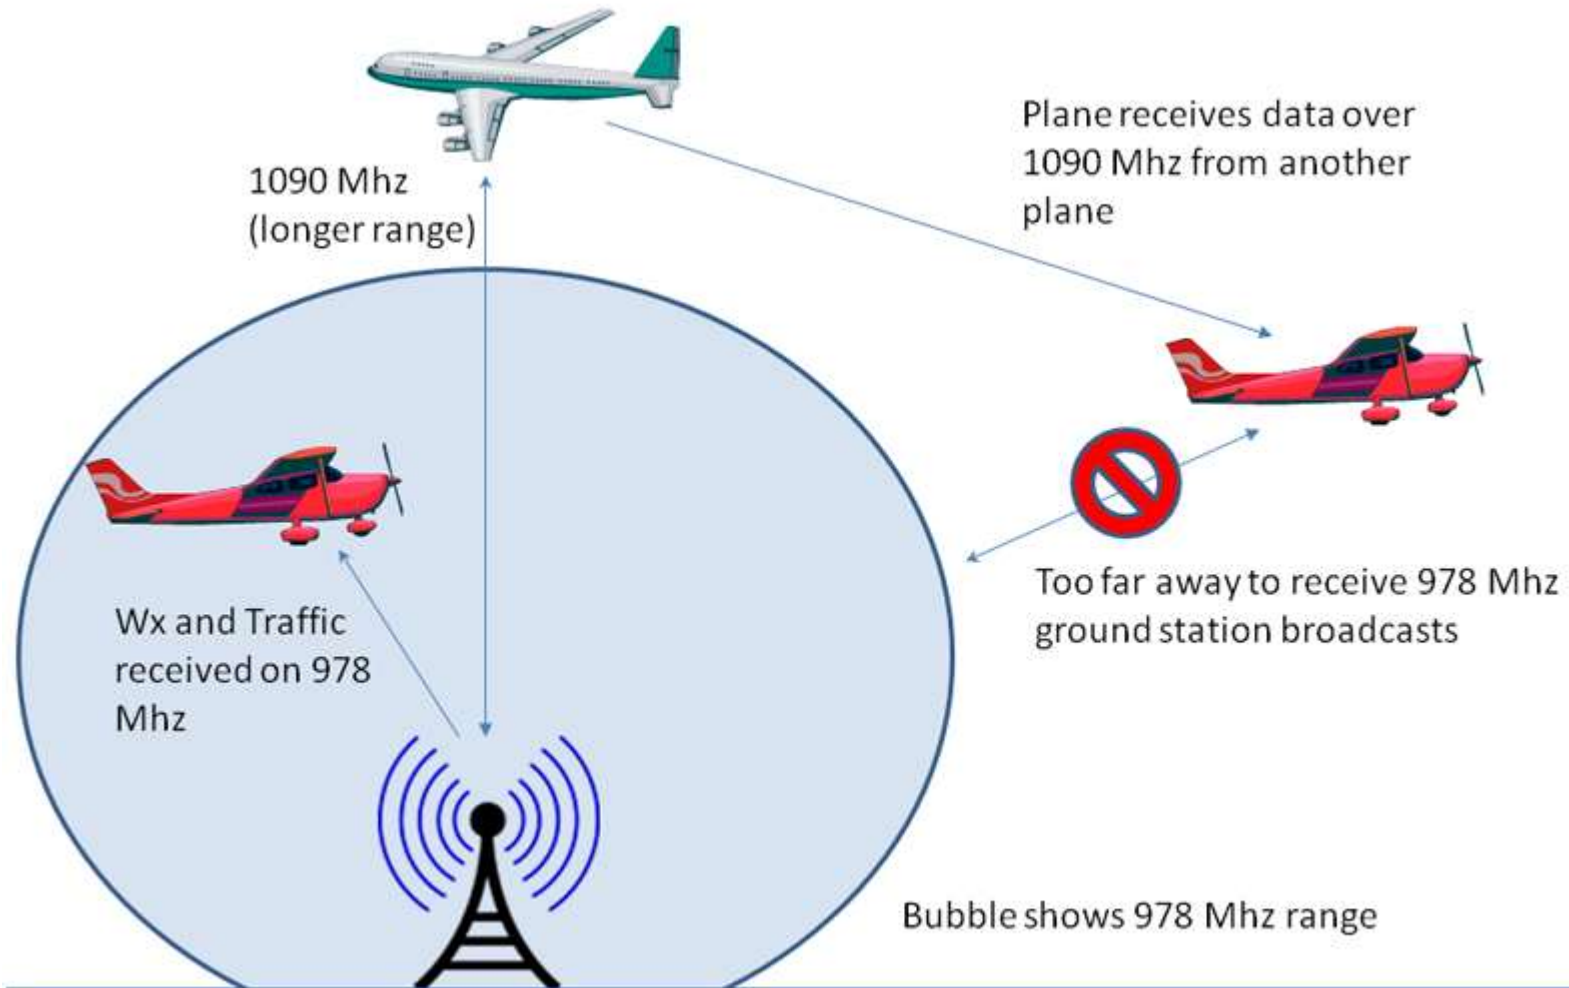 Plane receives data over
1090 Mhz from another
plane
1090 Mhz
(longer range)
Too far away to receive 978 Mhz
ground station broadcasts
Wx and Traffic
received on 978
Mhz
Bubble shows 978 Mhz range